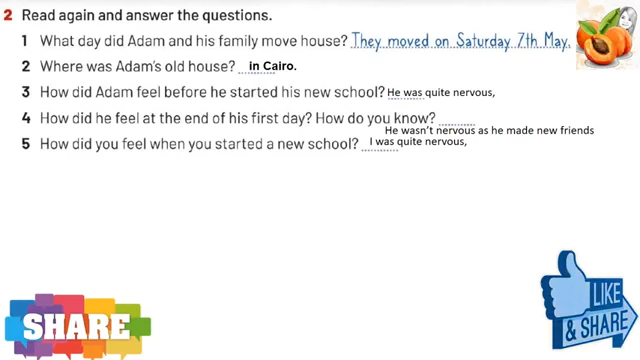 2 Read again and answer the questions.
1 What day did Adam and his family move house? They moved on Saturday 7th May.
2 Where was Adam's old house? in Cairo.
3 How did Adam feel before he started his new school? He was quite nervous,
4 How did he feel at the end of his first day? How do you know?
He wasn't nervous as he made new friends
5 How did you feel when you started a new school? I was quite nervous,
SHARE
LIKE
& SHARE